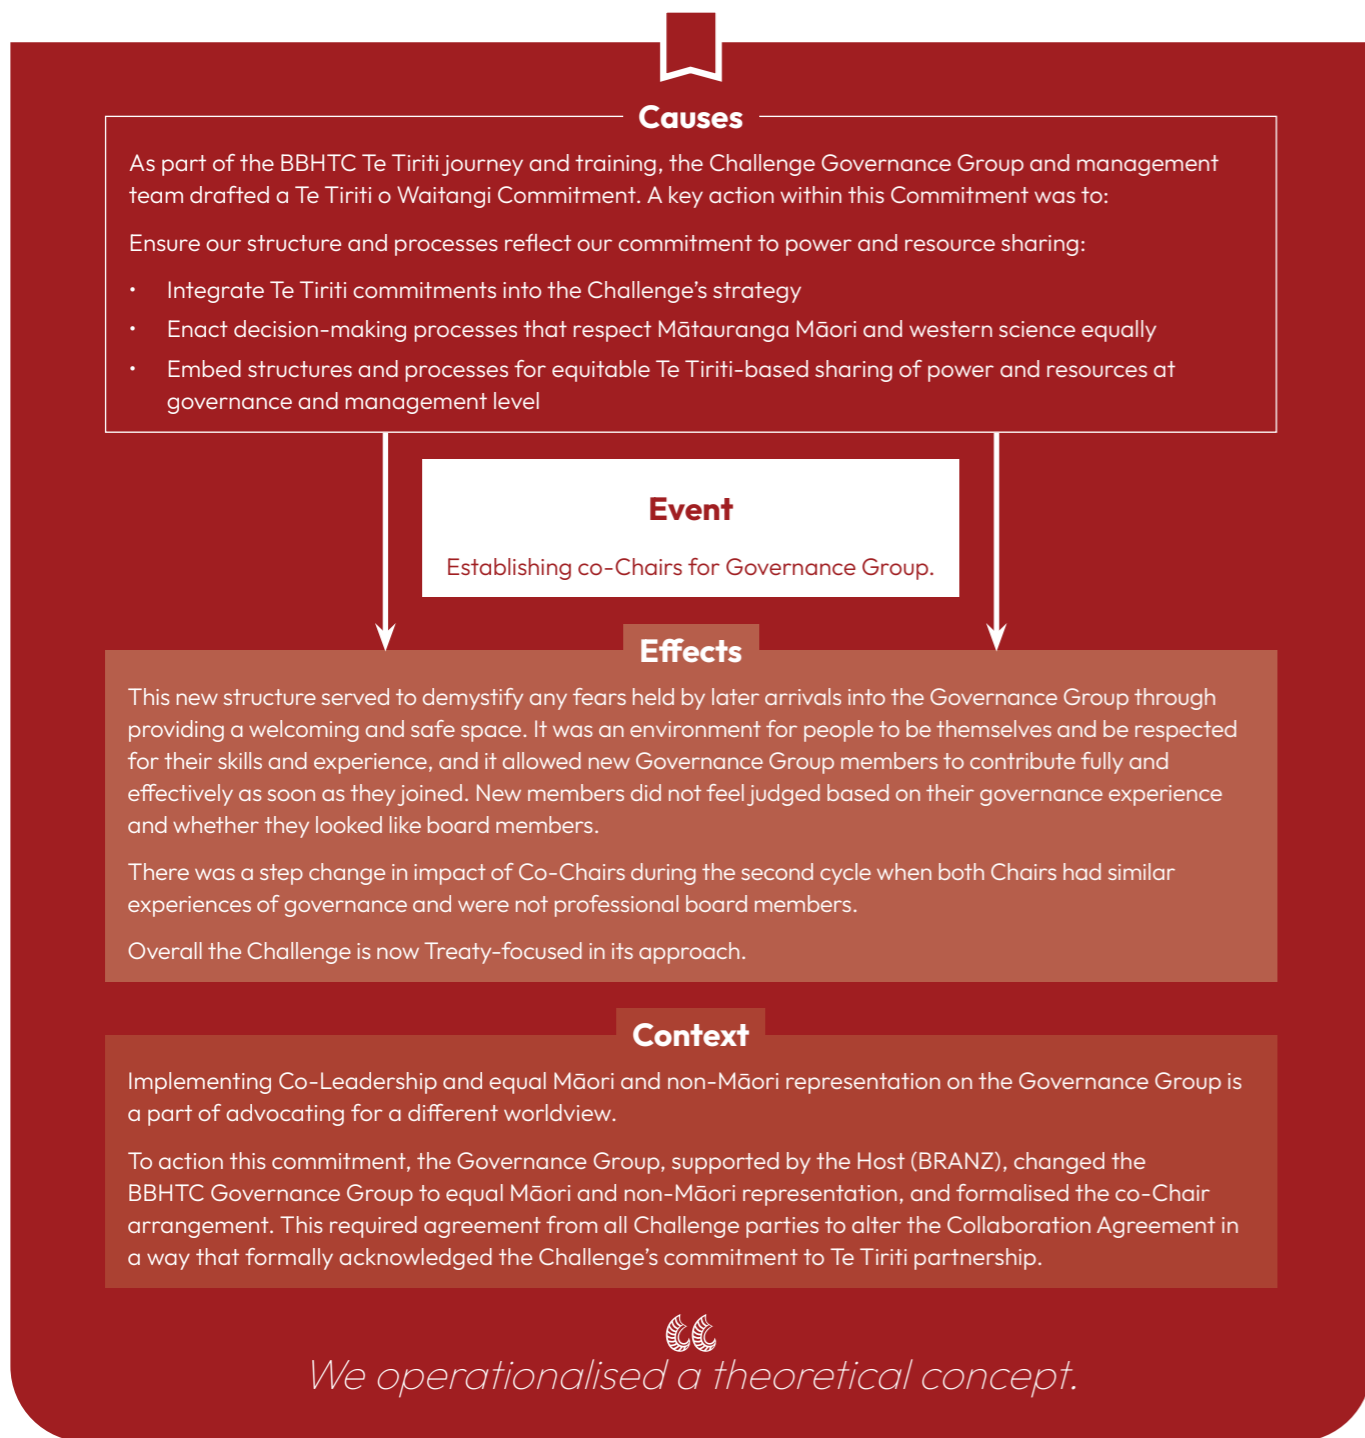 Causes
As part of the BBHTC Te Tiriti journey and training, the Challenge Governance Group and management
team drafted a Te Tiriti o Waitangi Commitment. A key action within this Commitment was to:
Ensure our structure and processes reflect our commitment to power and resource sharing:
• Integrate Te Tiriti commitments into the Challenge’s strategy
• Enact decision-making processes that respect Mātauranga Māori and western science equally
• Embed structures and processes for equitable Te Tiriti-based sharing of power and resources at
governance and management level
Event
Establishing co-Chairs for Governance Group.
Effects
This new structure served to demystify any fears held by later arrivals into the Governance Group through
providing a welcoming and safe space. It was an environment for people to be themselves and be respected
for their skills and experience, and it allowed new Governance Group members to contribute fully and
effectively as soon as they joined. New members did not feel judged based on their governance experience
and whether they looked like board members.
There was a step change in impact of Co-Chairs during the second cycle when both Chairs had similar
experiences of governance and were not professional board members.
Overall the Challenge is now Treaty-focused in its approach.
Context
Implementing Co-Leadership and equal Māori and non-Māori representation on the Governance Group is
a part of advocating for a different worldview.
To action this commitment, the Governance Group, supported by the Host (BRANZ), changed the
BBHTC Governance Group to equal Māori and non-Māori representation, and formalised the co-Chair
arrangement. This required agreement from all Challenge parties to alter the Collaboration Agreement in
a way that formally acknowledged the Challenge’s commitment to Te Tiriti partnership.
We operationalised a theoretical concept.